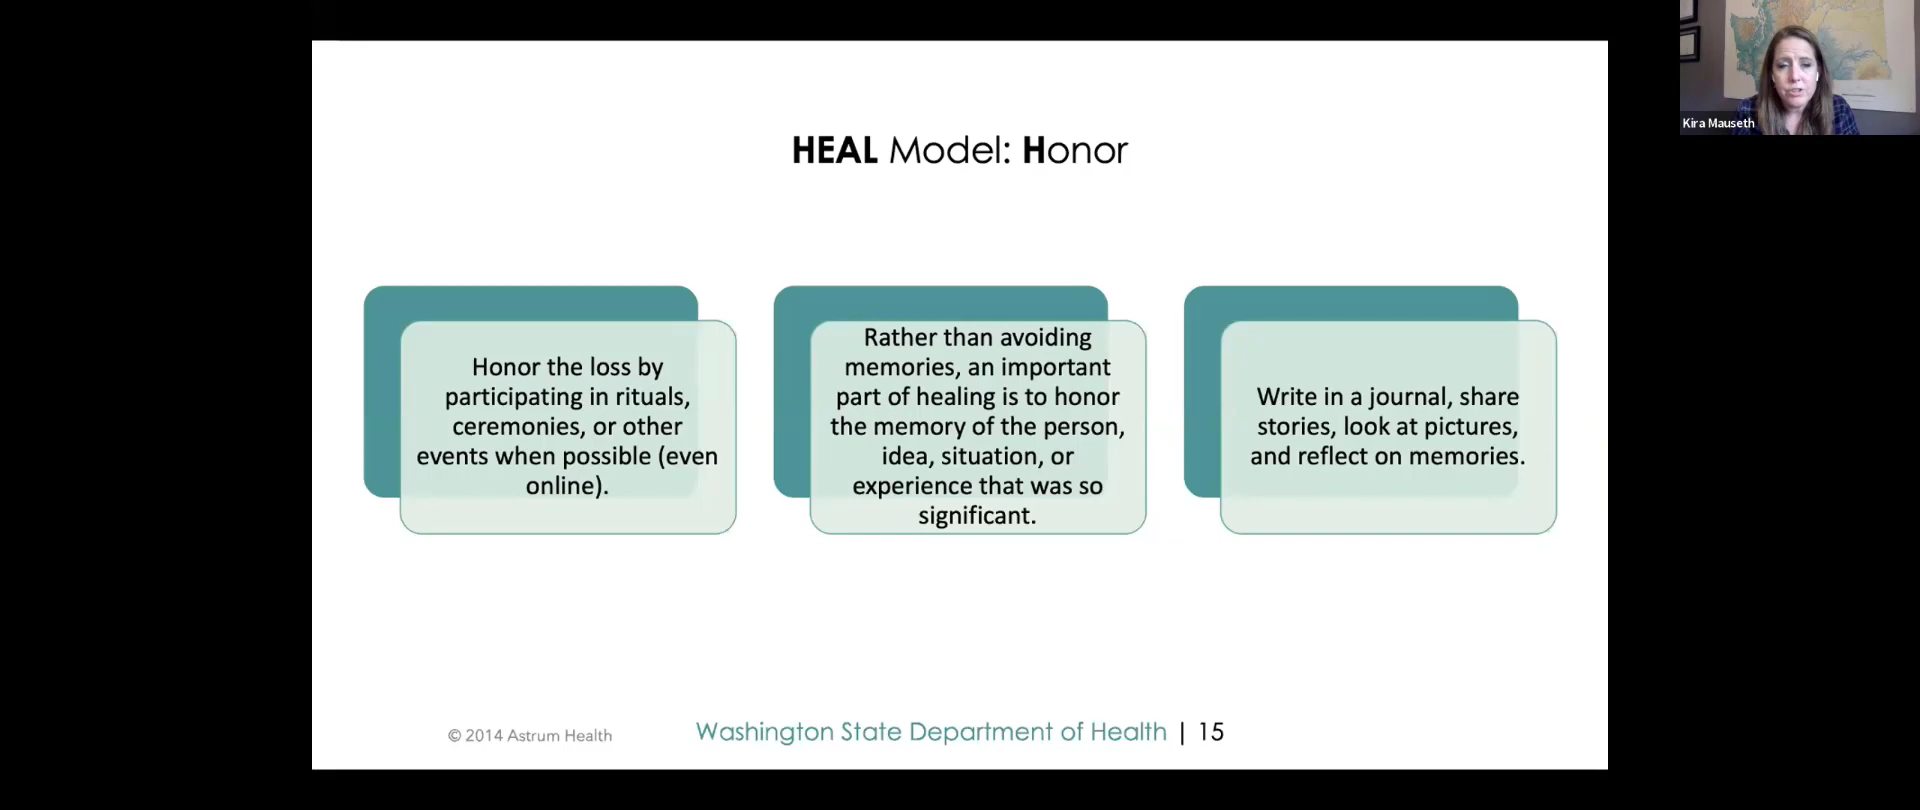 Kira Mauseth
HEAL Model: Honor
Honor the loss by
participating in rituals,
ceremonies, or other
events when possible (even
online).
Rather than avoiding
memories, an important
part of healing is to honor
the memory of the person,
idea, situation, or
experience that was so
significant.
Write in a journal, share
stories, look at pictures,
and reflect on memories.
© 2014 Astrum Health
Washington State Department of Health | 15